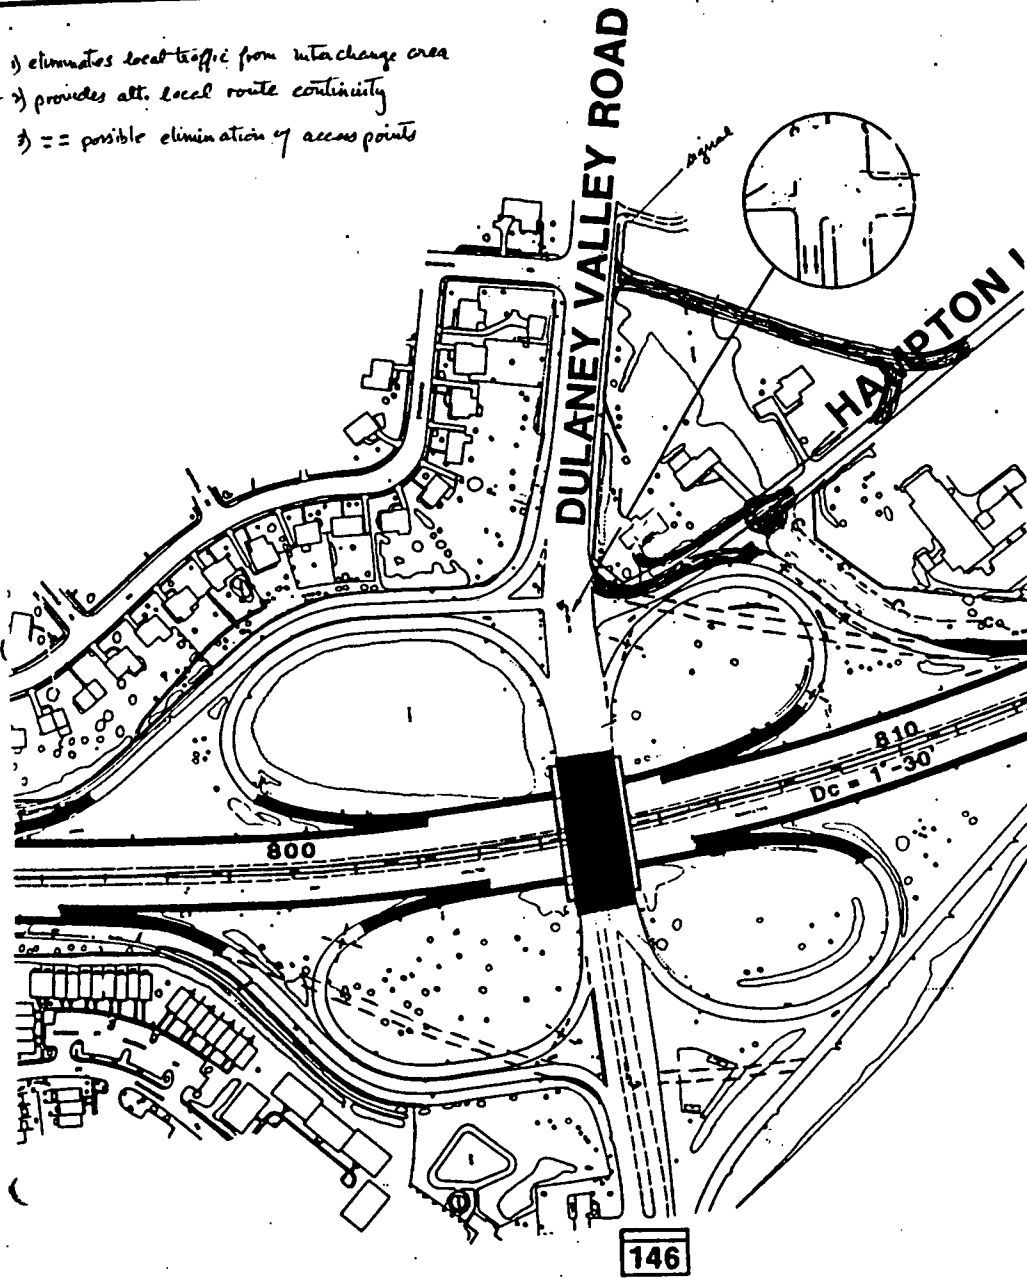 1) eliminates local traffic from interchange area
2) provides alt. local route continuity
3) == possible elimination of access points
signal
DULANEY VALLEY ROAD
HAMPTON
810
Dc = 1°-30'
800
146